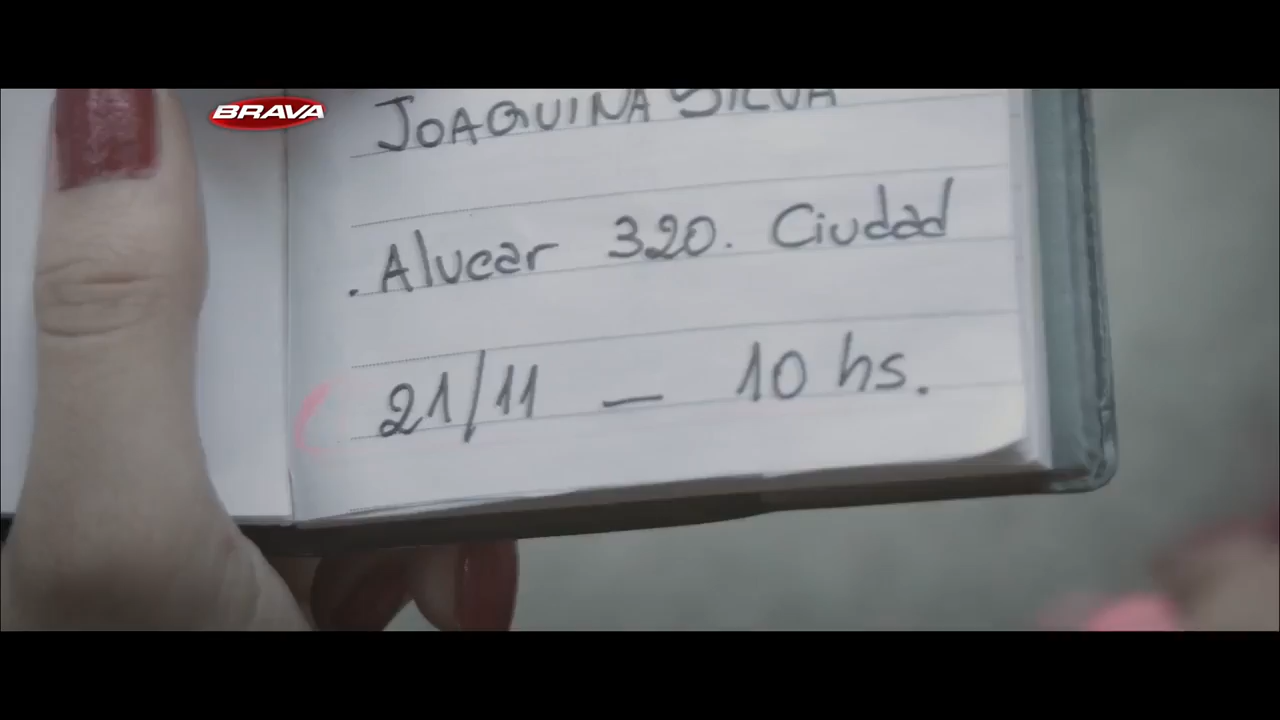 BRAVA
JOAQUINA SILVA
. Alucar 320. Ciudad
21/11 — 10 hs.